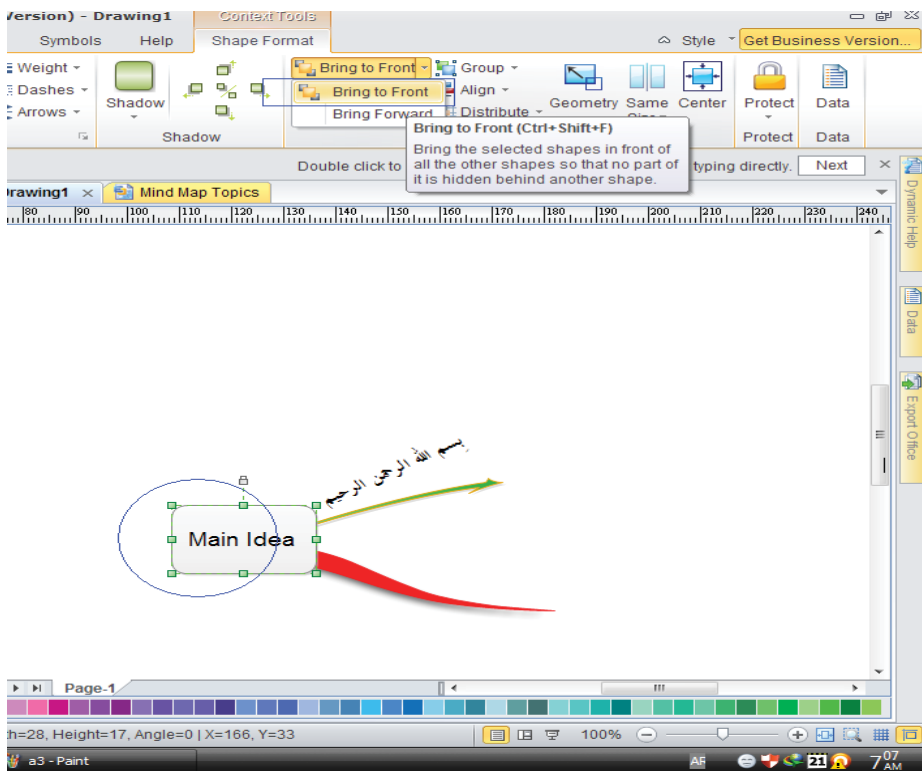 Version) - Drawing1 Context Tools
Symbols Help Shape Format Style Get Business Version...
Weight Bring to Front Group
Dashes Bring to Front Align
Arrows Shadow Bring Forward Distribute Geometry Same Center Protect Data
Shadow Protect Data
Bring to Front (Ctrl+Shift+F)
Bring the selected shapes in front of
all the other shapes so that no part of
it is hidden behind another shape.
Double click to typing directly. Next
Drawing1 Mind Map Topics
80 90 100 110 120 130 140 150 160 170 180 190 200 210 220 230 240
Dynamic Help
Data
Export Office
بسم الله الرحمن الرحيم
Main Idea
Page-1
th=28, Height=17, Angle=0 | X=166, Y=33 100%
a3 - Paint AR 21 7 07 AM